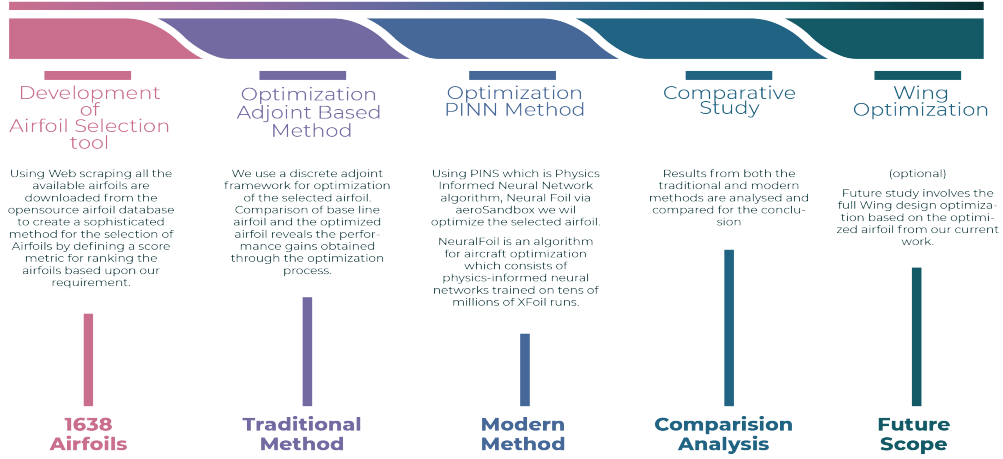 Development
of
Airfoil Selection
tool
Using Web scraping all the
available airfoils are
downloaded from the
opensource airfoil database
to create a sophisticated
method for the selection of
Airfoils by defining a score
metric for ranking the
airfoils based upon our
requirement.
1638
Airfoils
Optimization
Adjoint Based
Method
We use a discrete adjoint
framework for optimization
of the selected airfoil.
Comparison of base line
airfoil and the optimized
airfoil reveals the perfor-
mance gains obtained
through the optimization
process.
Traditional
Method
Optimization
PINN Method
Using PINS which is Physics
Informed Neural Network
algorithm, Neural Foil via
aeroSandbox we wil
optimize the selected airfoil.
NeuralFoil is an algorithm
for aircraft optimization
which consists of
physics-informed neural
networks trained on tens of
millions of XFoil runs.
Modern
Method
Comparative
Study
Results from both the
traditional and modern
methods are analysed and
compared for the conclu-
sion
Comparision
Analysis
Wing
Optimization
(optional)
Future study involves the
full Wing design optimiza-
tion based on the optimi-
zed airfoil from our current
work.
Future
Scope